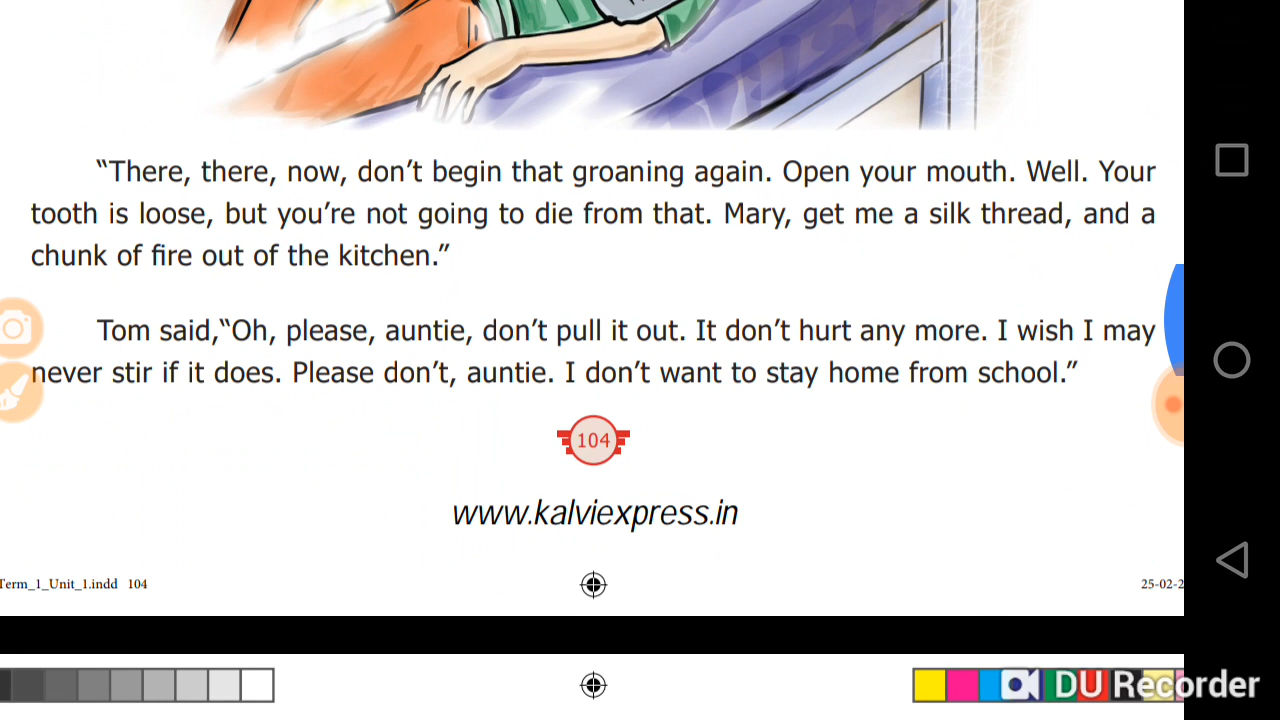 “There, there, now, don’t begin that groaning again. Open your mouth. Well. Your
tooth is loose, but you’re not going to die from that. Mary, get me a silk thread, and a
chunk of fire out of the kitchen.”
Tom said,“Oh, please, auntie, don’t pull it out. It don’t hurt any more. I wish I may
never stir if it does. Please don’t, auntie. I don’t want to stay home from school.”
104
www.kalviexpress.in
Term_1_Unit_1.indd 104
25-02-2
DU Recorder